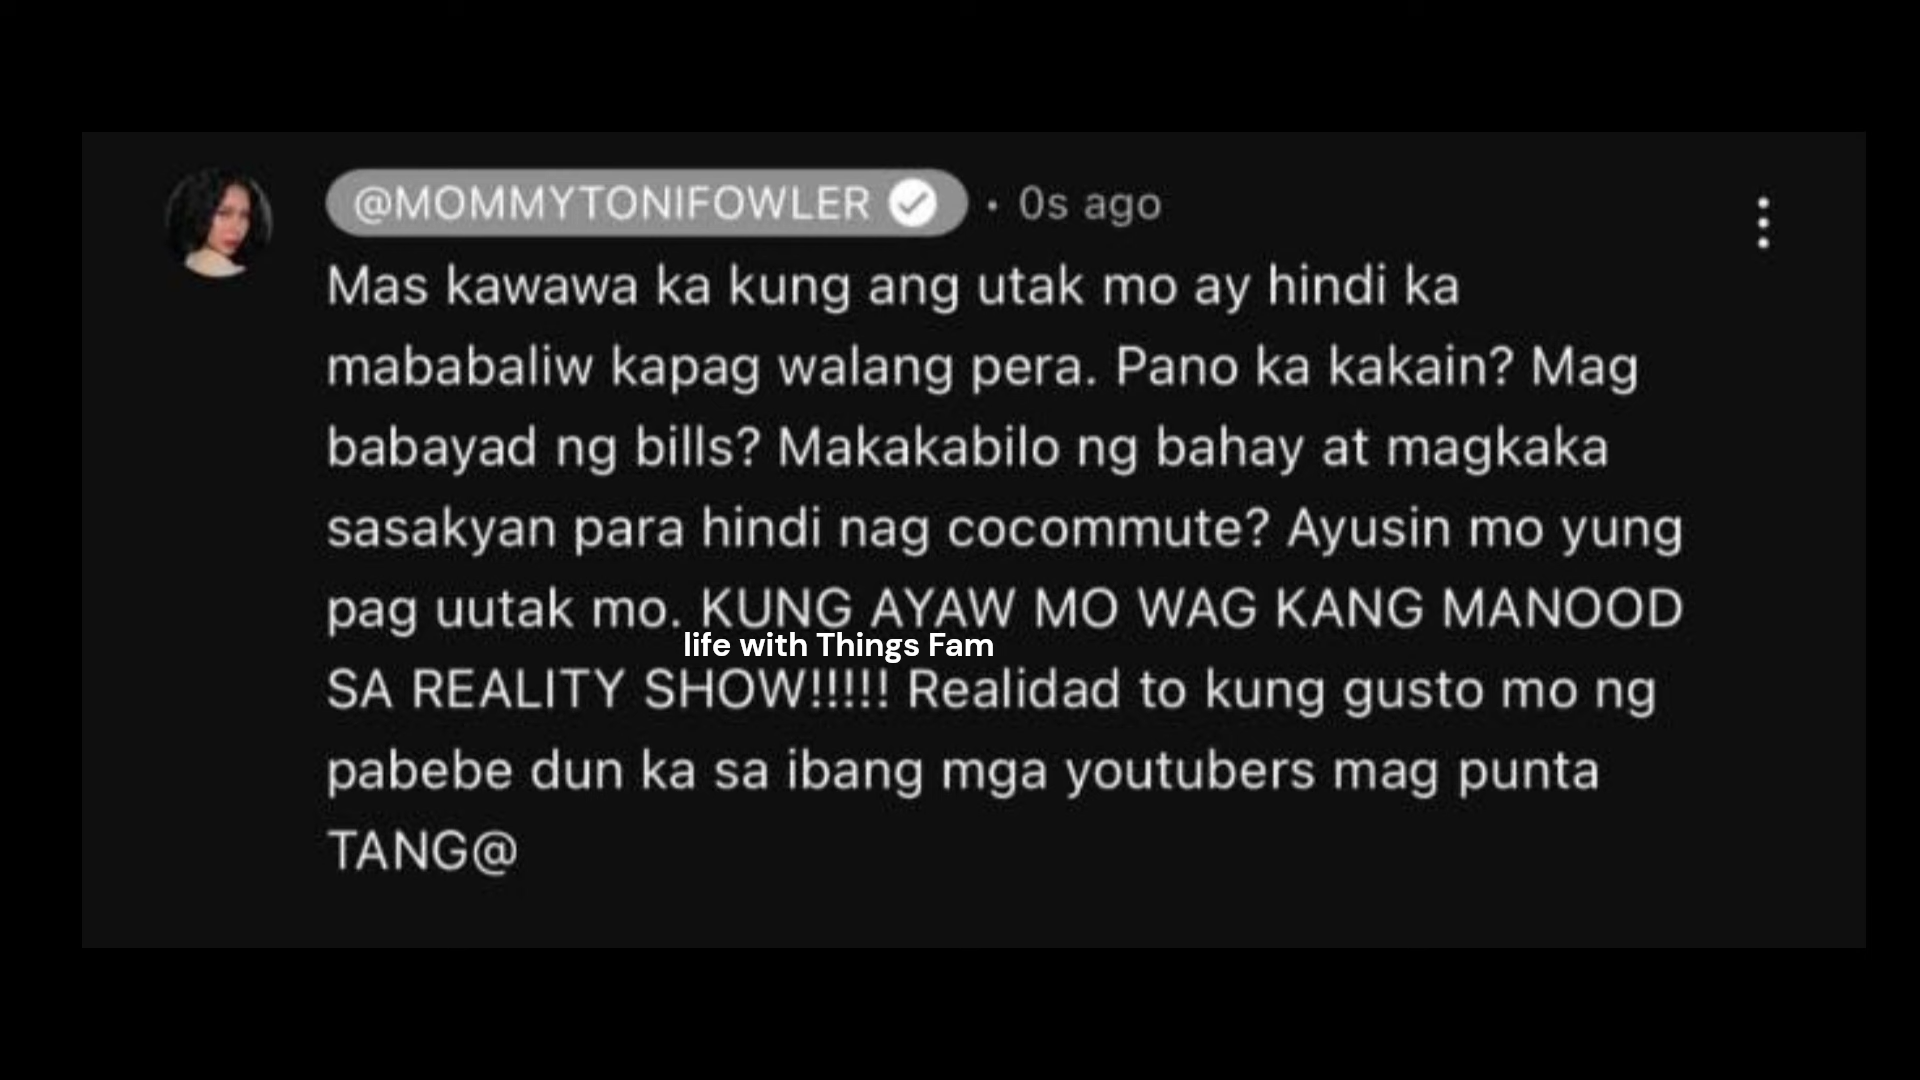 @MOMMYTONIFOWLER • 0s ago
Mas kawawa ka kung ang utak mo ay hindi ka
mababaliw kapag walang pera. Pano ka kakain? Mag
babayad ng bills? Makakabilo ng bahay at magkaka
sasakyan para hindi nag cocommute? Ayusin mo yung
pag uutak mo. KUNG AYAW MO WAG KANG MANOOD
life with Things Fam
SA REALITY SHOW!!!!! Realidad to kung gusto mo ng
pabebe dun ka sa ibang mga youtubers mag punta
TANG@